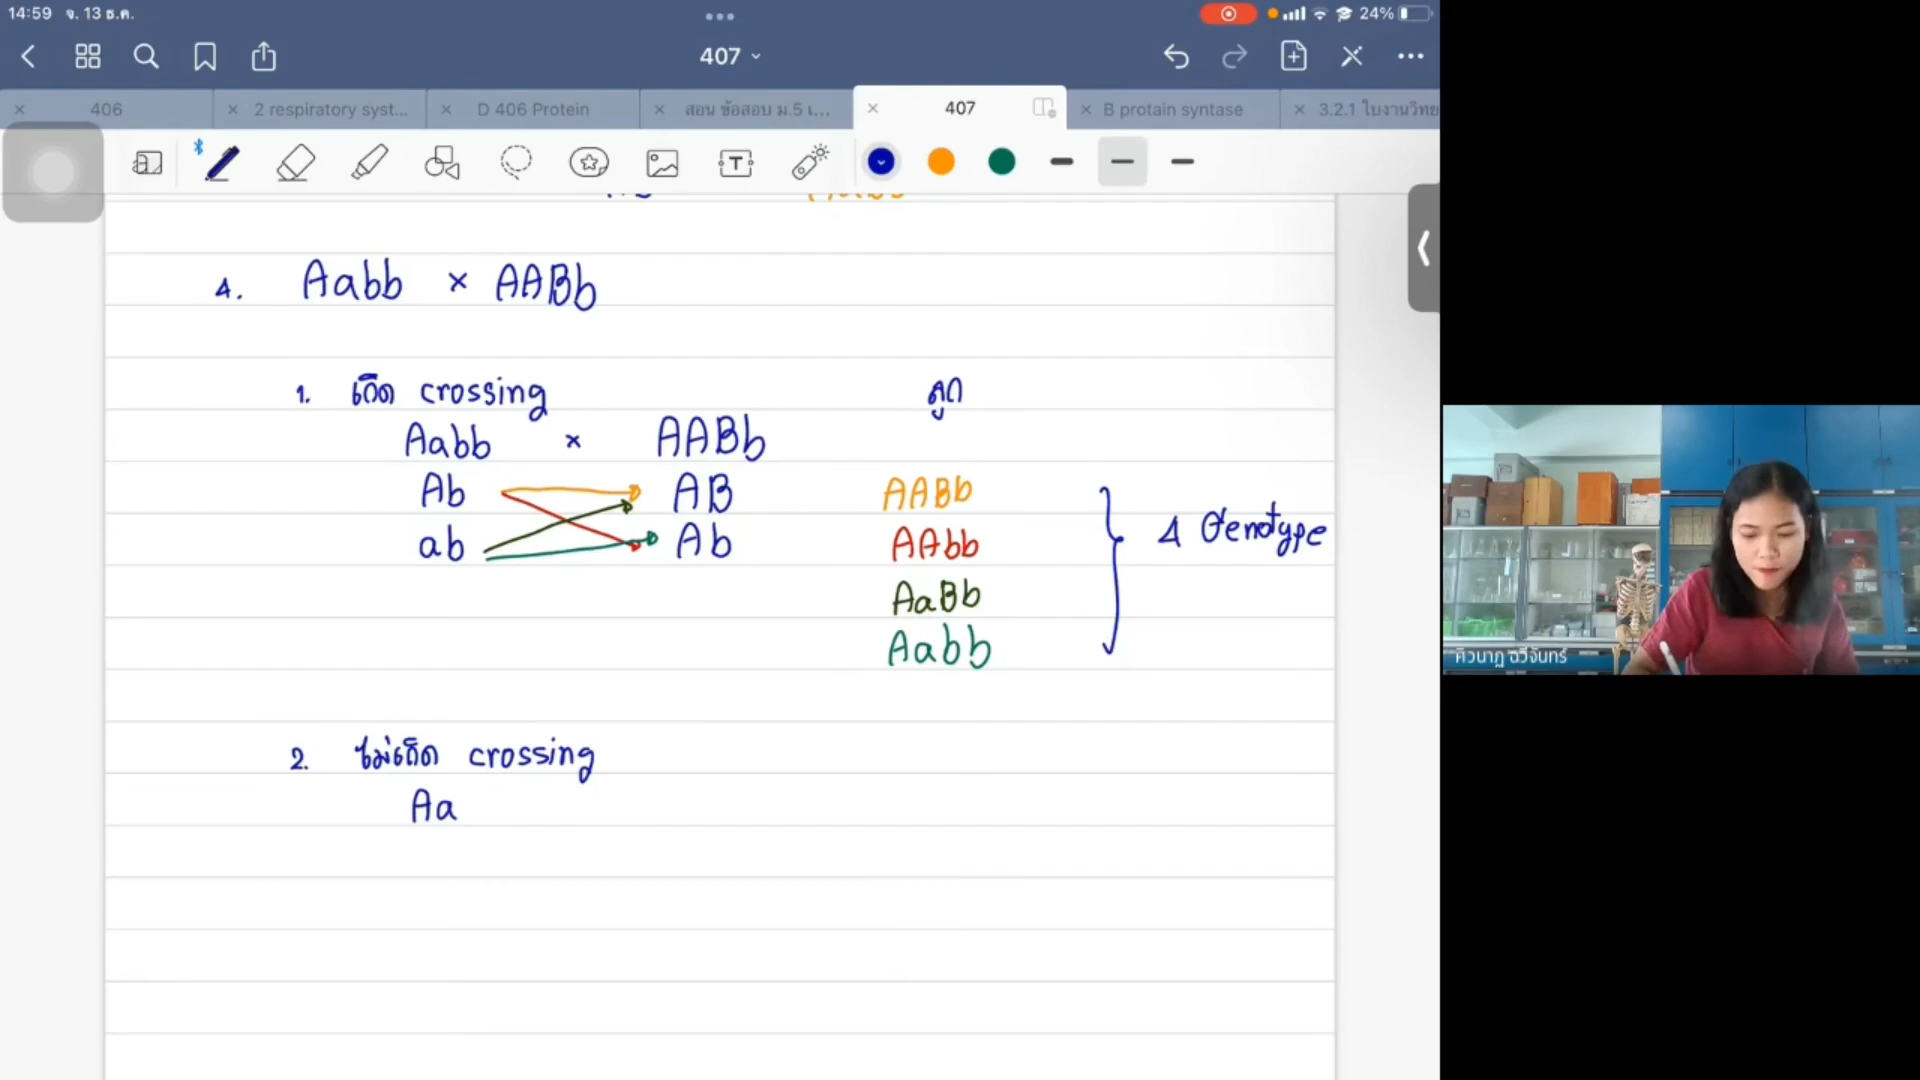 14:59 จ. 13 ธ.ค.
24%
407
406
2 respiratory syst...
D 406 Protein
สอน ข้อสอบ ม.5 เ...
407
B protain syntase
3.2.1 ใบงานวิทย
4. Aabb × AABb
1. เกิด crossing
ลูก
Aabb × AABb
Ab AB AABb
ab Ab AAbb
4 Genotype
AaBb
Aabb
2. ไม่เกิด crossing
Aa
ศิวนาฏ ฉวีจันทร์